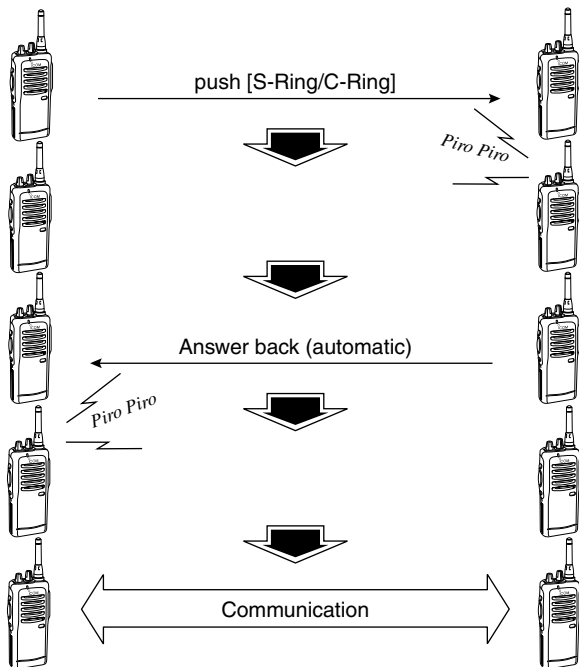 push [S-Ring/C-Ring]
Piro Piro
Answer back (automatic)
Piro Piro
Communication